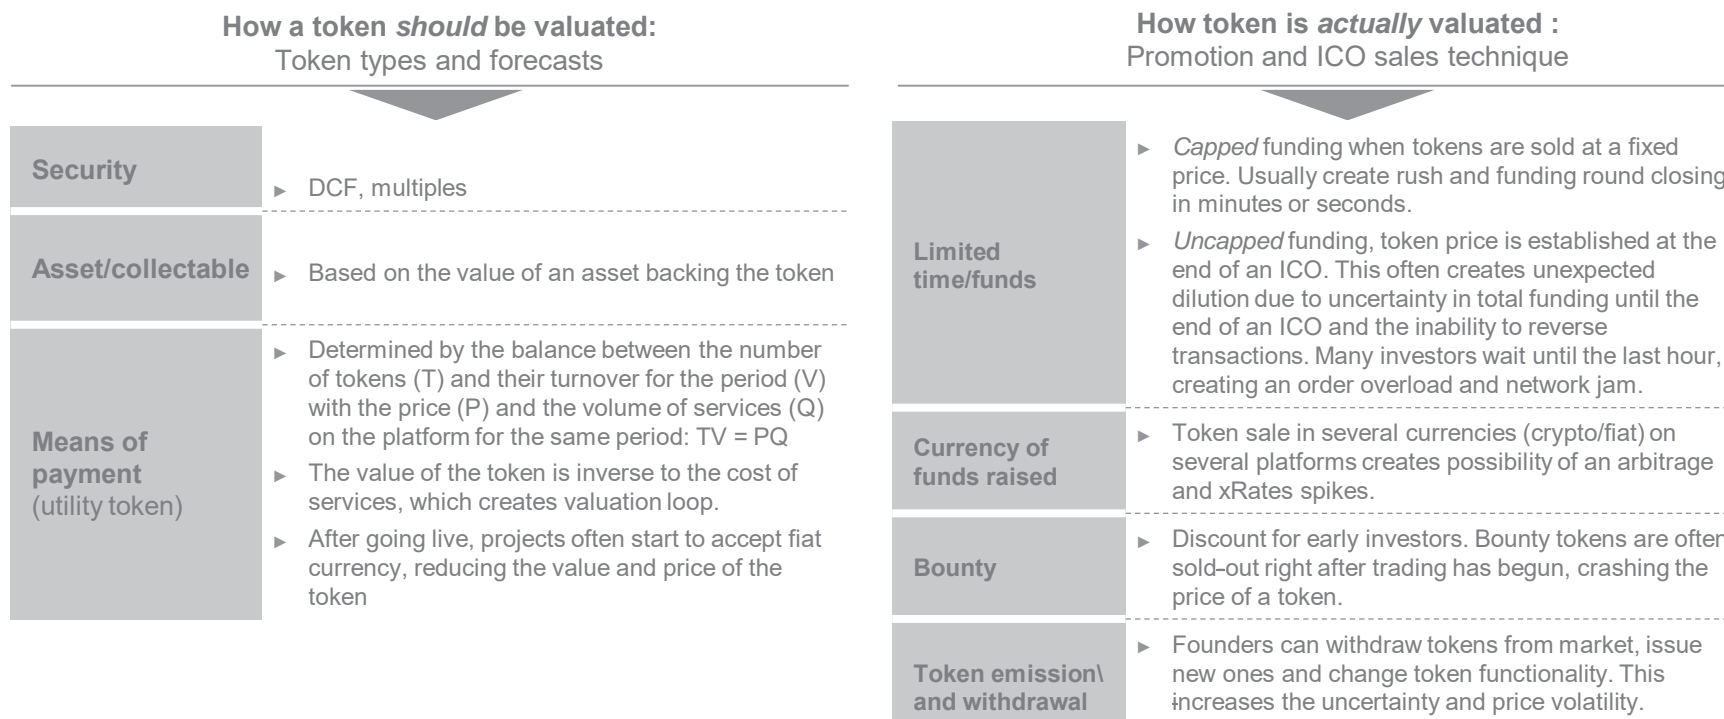 How a token should be valuated:
Token types and forecasts
Security
► DCF, multiples
Asset/collectable
► Based on the value of an asset backing the token
Means of
payment
(utility token)
► Determined by the balance between the number
of tokens (T) and their turnover for the period (V)
with the price (P) and the volume of services (Q)
on the platform for the same period: TV = PQ
► The value of the token is inverse to the cost of
services, which creates valuation loop.
► After going live, projects often start to accept fiat
currency, reducing the value and price of the
token
How token is actually valuated :
Promotion and ICO sales technique
Limited
time/funds
► Capped funding when tokens are sold at a fixed
price. Usually create rush and funding round closing
in minutes or seconds.
► Uncapped funding, token price is established at the
end of an ICO. This often creates unexpected
dilution due to uncertainty in total funding until the
end of an ICO and the inability to reverse
transactions. Many investors wait until the last hour,
creating an order overload and network jam.
Currency of
funds raised
► Token sale in several currencies (crypto/fiat) on
several platforms creates possibility of an arbitrage
and xRates spikes.
Bounty
► Discount for early investors. Bounty tokens are often
sold-out right after trading has begun, crashing the
price of a token.
Token emission\
and withdrawal
► Founders can withdraw tokens from market, issue
new ones and change token functionality. This
increases the uncertainty and price volatility.